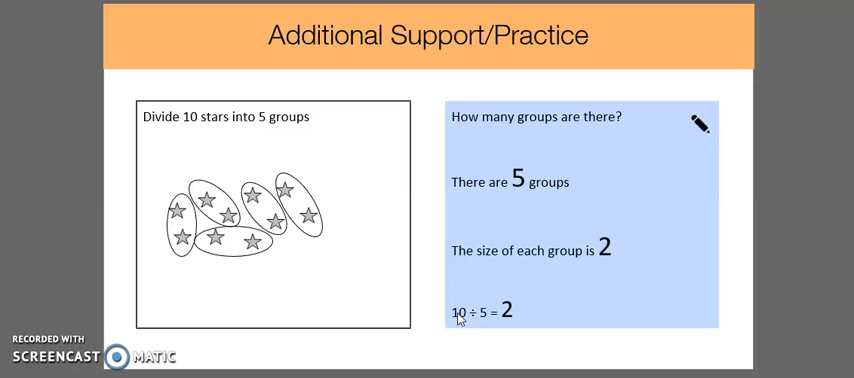 Additional Support/Practice
Divide 10 stars into 5 groups
How many groups are there?
There are 5 groups
The size of each group is 2
10 ÷ 5 = 2
RECORDED WITH
SCREENCAST MATIC